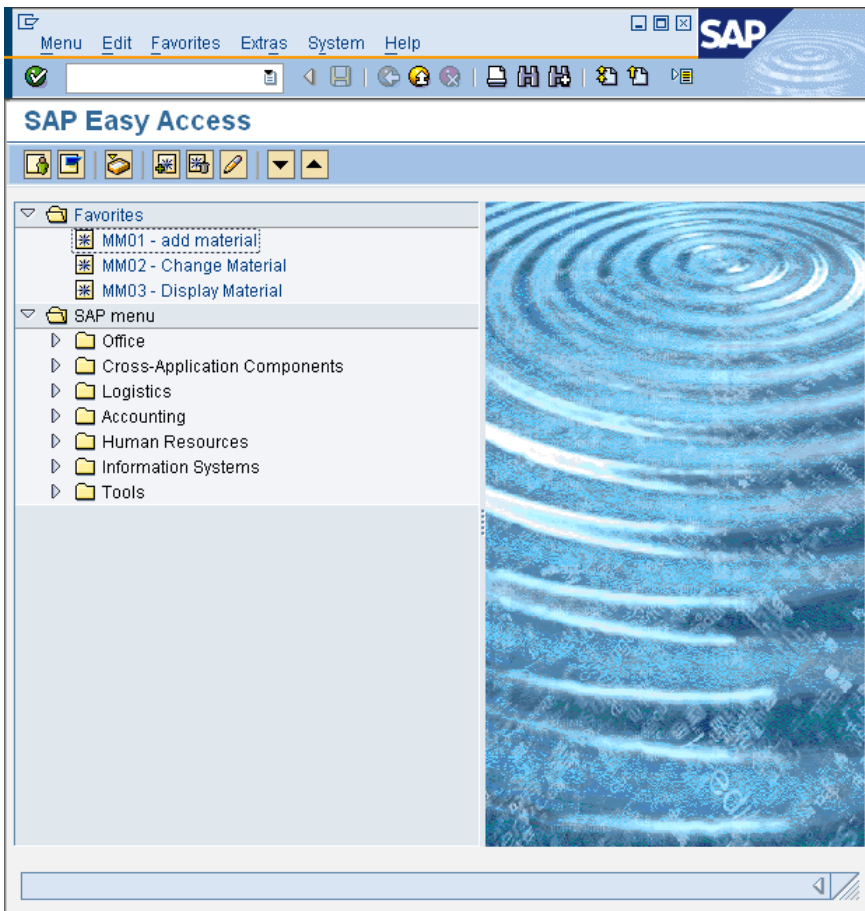 Menu Edit Favorites Extras System Help
SAP
SAP Easy Access
Favorites
MM01 - add material
MM02 - Change Material
MM03 - Display Material
SAP menu
Office
Cross-Application Components
Logistics
Accounting
Human Resources
Information Systems
Tools